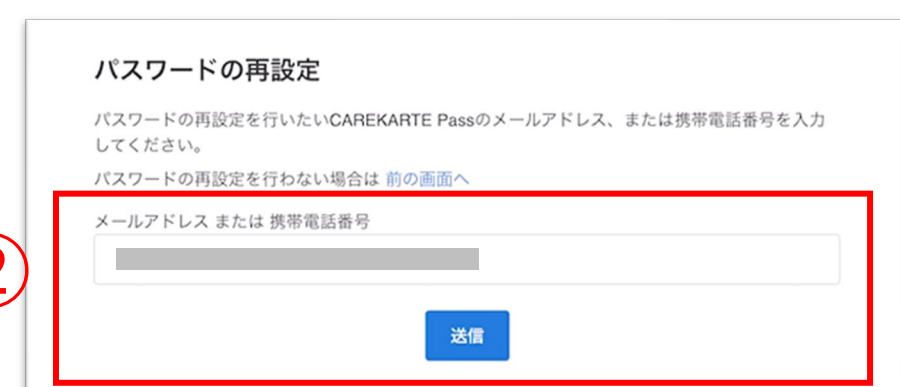 パスワードの再設定
パスワードの再設定を行いたいCAREKARTE Passのメールアドレス、または携帯電話番号を入力
してください。
パスワードの再設定を行わない場合は 前の画面へ
メールアドレス または 携帯電話番号
②
送信